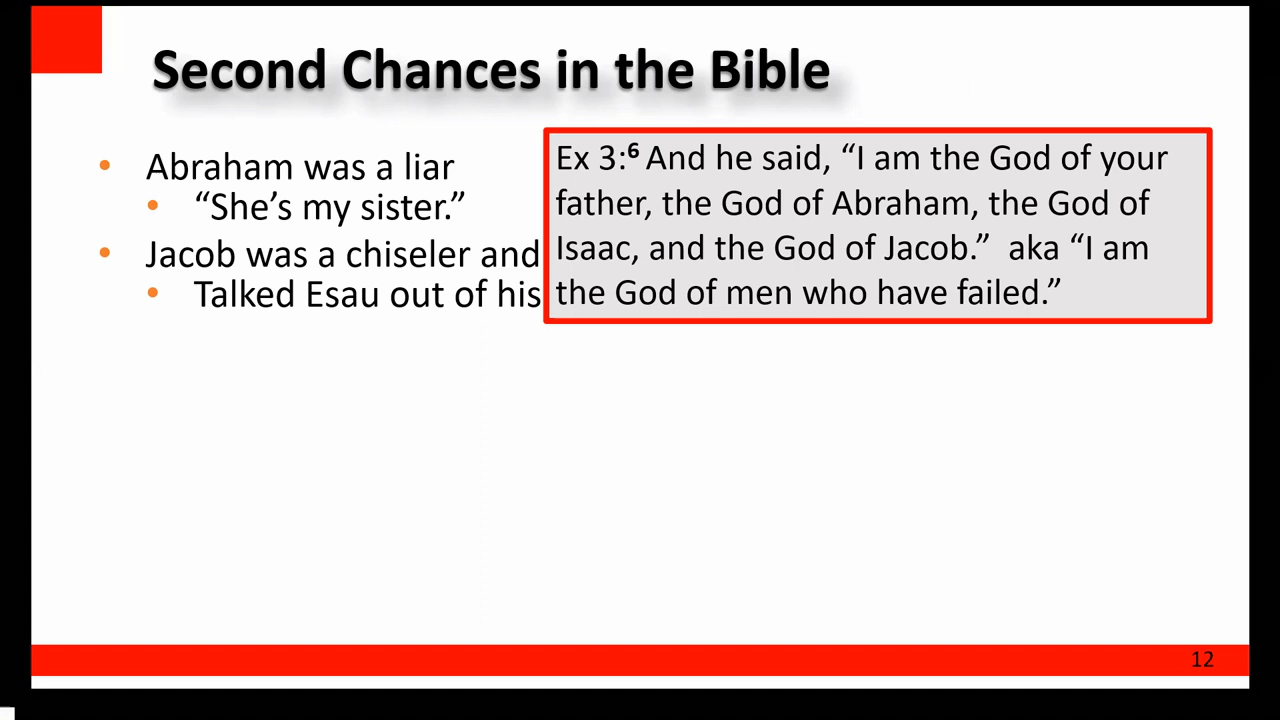 Second Chances in the Bible
• Abraham was a liar
• “She’s my sister.”
• Jacob was a chiseler and
• Talked Esau out of his
Ex 3:⁶ And he said, “I am the God of your
father, the God of Abraham, the God of
Isaac, and the God of Jacob.” aka “I am
the God of men who have failed.”
12